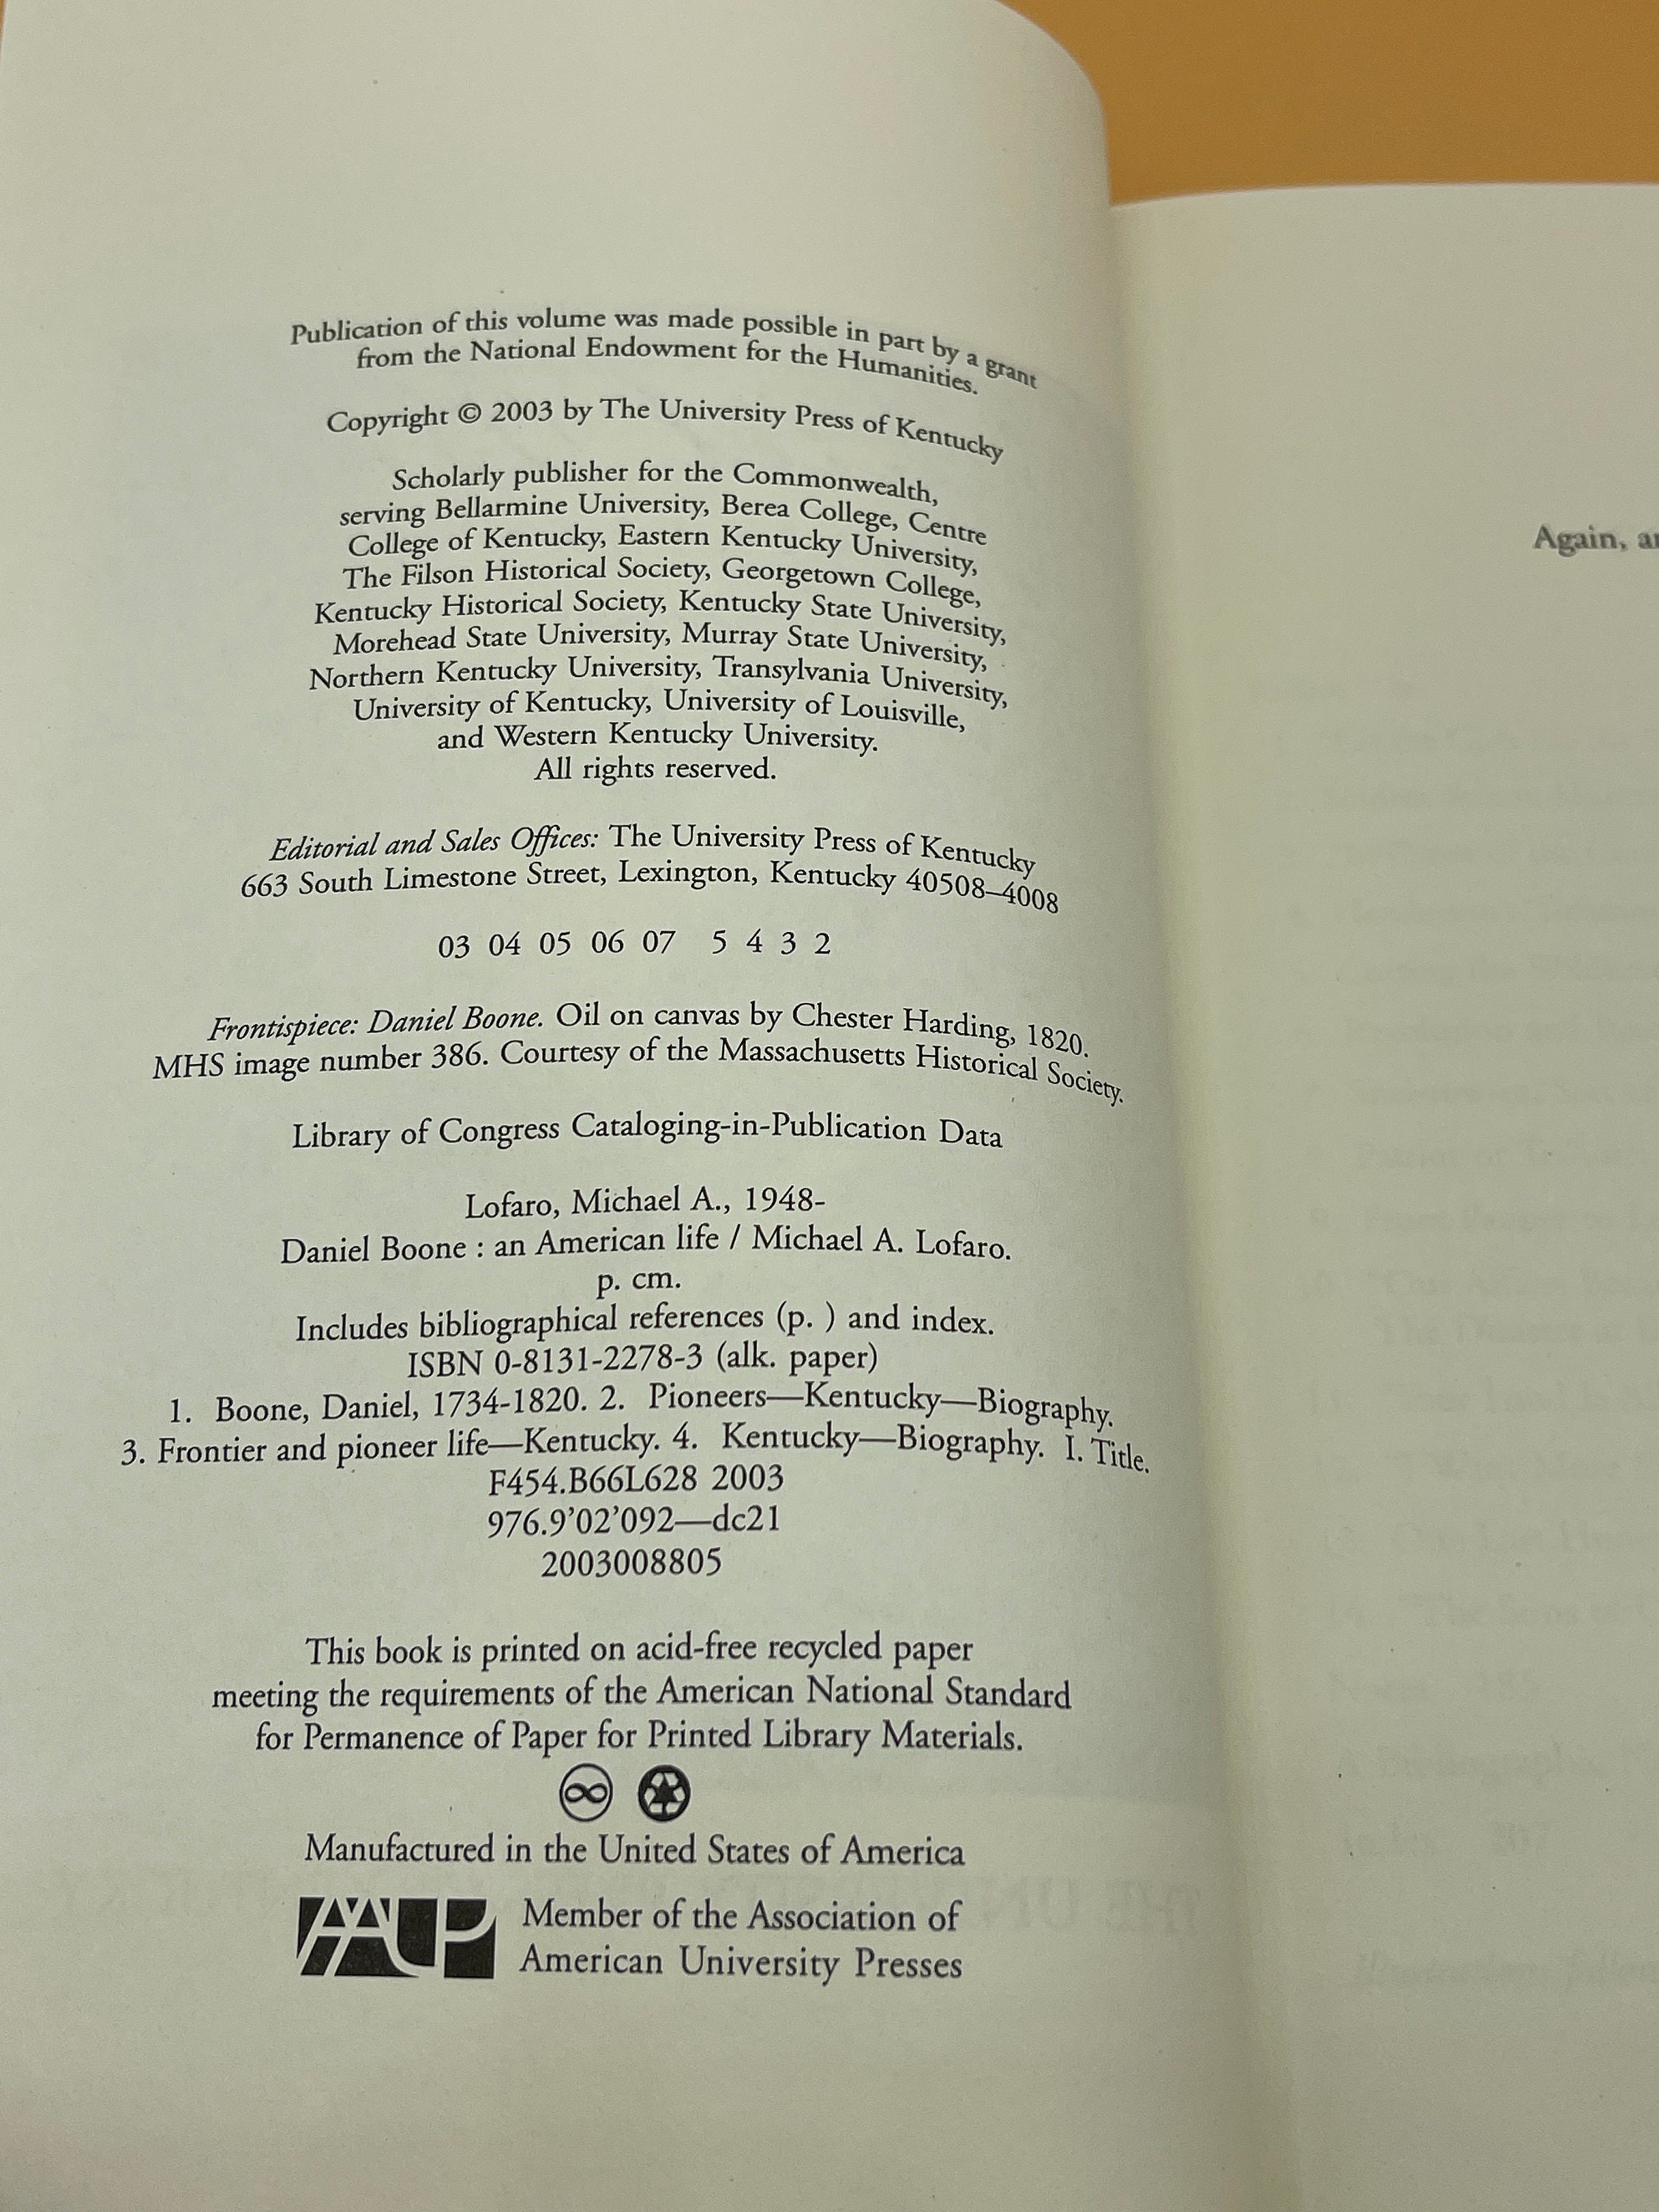 Publication of this volume was made possible in part by a grant
from the National Endowment for the Humanities.
Copyright © 2003 by The University Press of Kentucky
Scholarly publisher for the Commonwealth,
serving Bellarmine University, Berea College, Centre
College of Kentucky, Eastern Kentucky University,
The Filson Historical Society, Georgetown College,
Kentucky Historical Society, Kentucky State University,
Morehead State University, Murray State University,
Northern Kentucky University, Transylvania University,
University of Kentucky, University of Louisville,
and Western Kentucky University.
All rights reserved.
Editorial and Sales Offices: The University Press of Kentucky
663 South Limestone Street, Lexington, Kentucky 40508–4008
03 04 05 06 07 5 4 3 2
Frontispiece: Daniel Boone. Oil on canvas by Chester Harding, 1820.
MHS image number 386. Courtesy of the Massachusetts Historical Society.
Library of Congress Cataloging-in-Publication Data
Lofaro, Michael A., 1948-
Daniel Boone : an American life / Michael A. Lofaro.
p. cm.
Includes bibliographical references (p. ) and index.
ISBN 0-8131-2278-3 (alk. paper)
1. Boone, Daniel, 1734-1820. 2. Pioneers—Kentucky—Biography.
3. Frontier and pioneer life—Kentucky. 4. Kentucky—Biography. I. Title.
F454.B66L628 2003
976.9’02’092—dc21
2003008805
This book is printed on acid-free recycled paper
meeting the requirements of the American National Standard
for Permanence of Paper for Printed Library Materials.
Manufactured in the United States of America
AAUP
Member of the Association of
American University Presses
Again,